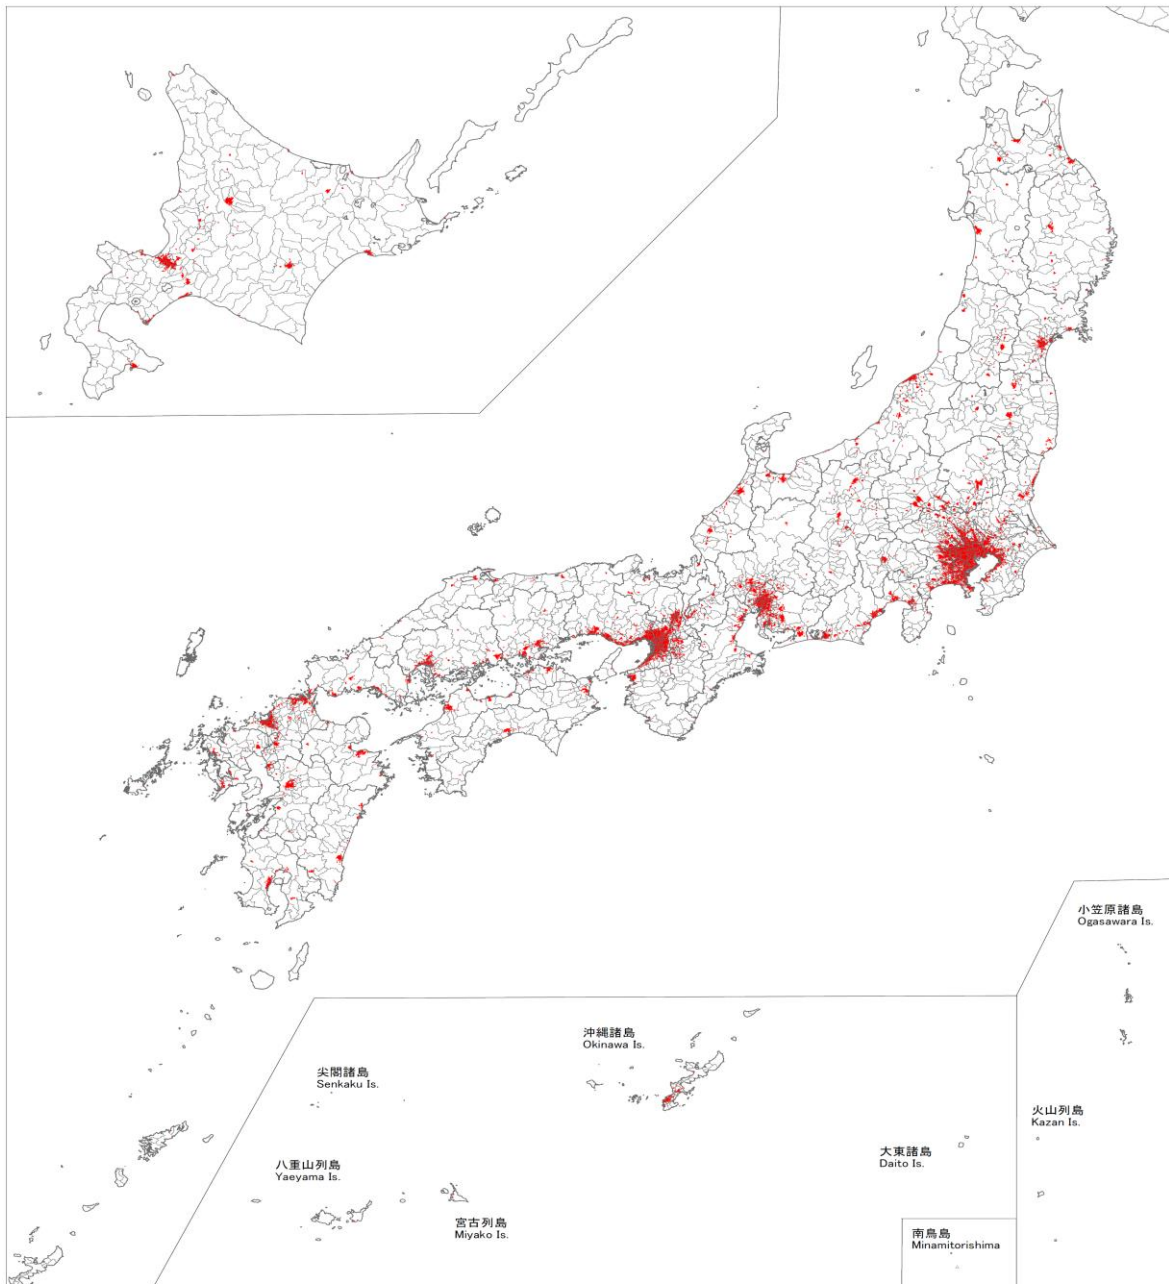 小笠原諸島
Ogasawara Is.
沖縄諸島
Okinawa Is.
尖閣諸島
Senkaku Is.
火山列島
Kazan Is.
大東諸島
Daito Is.
八重山列島
Yaeyama Is.
宮古列島
Miyako Is.
南鳥島
Minamitorishima